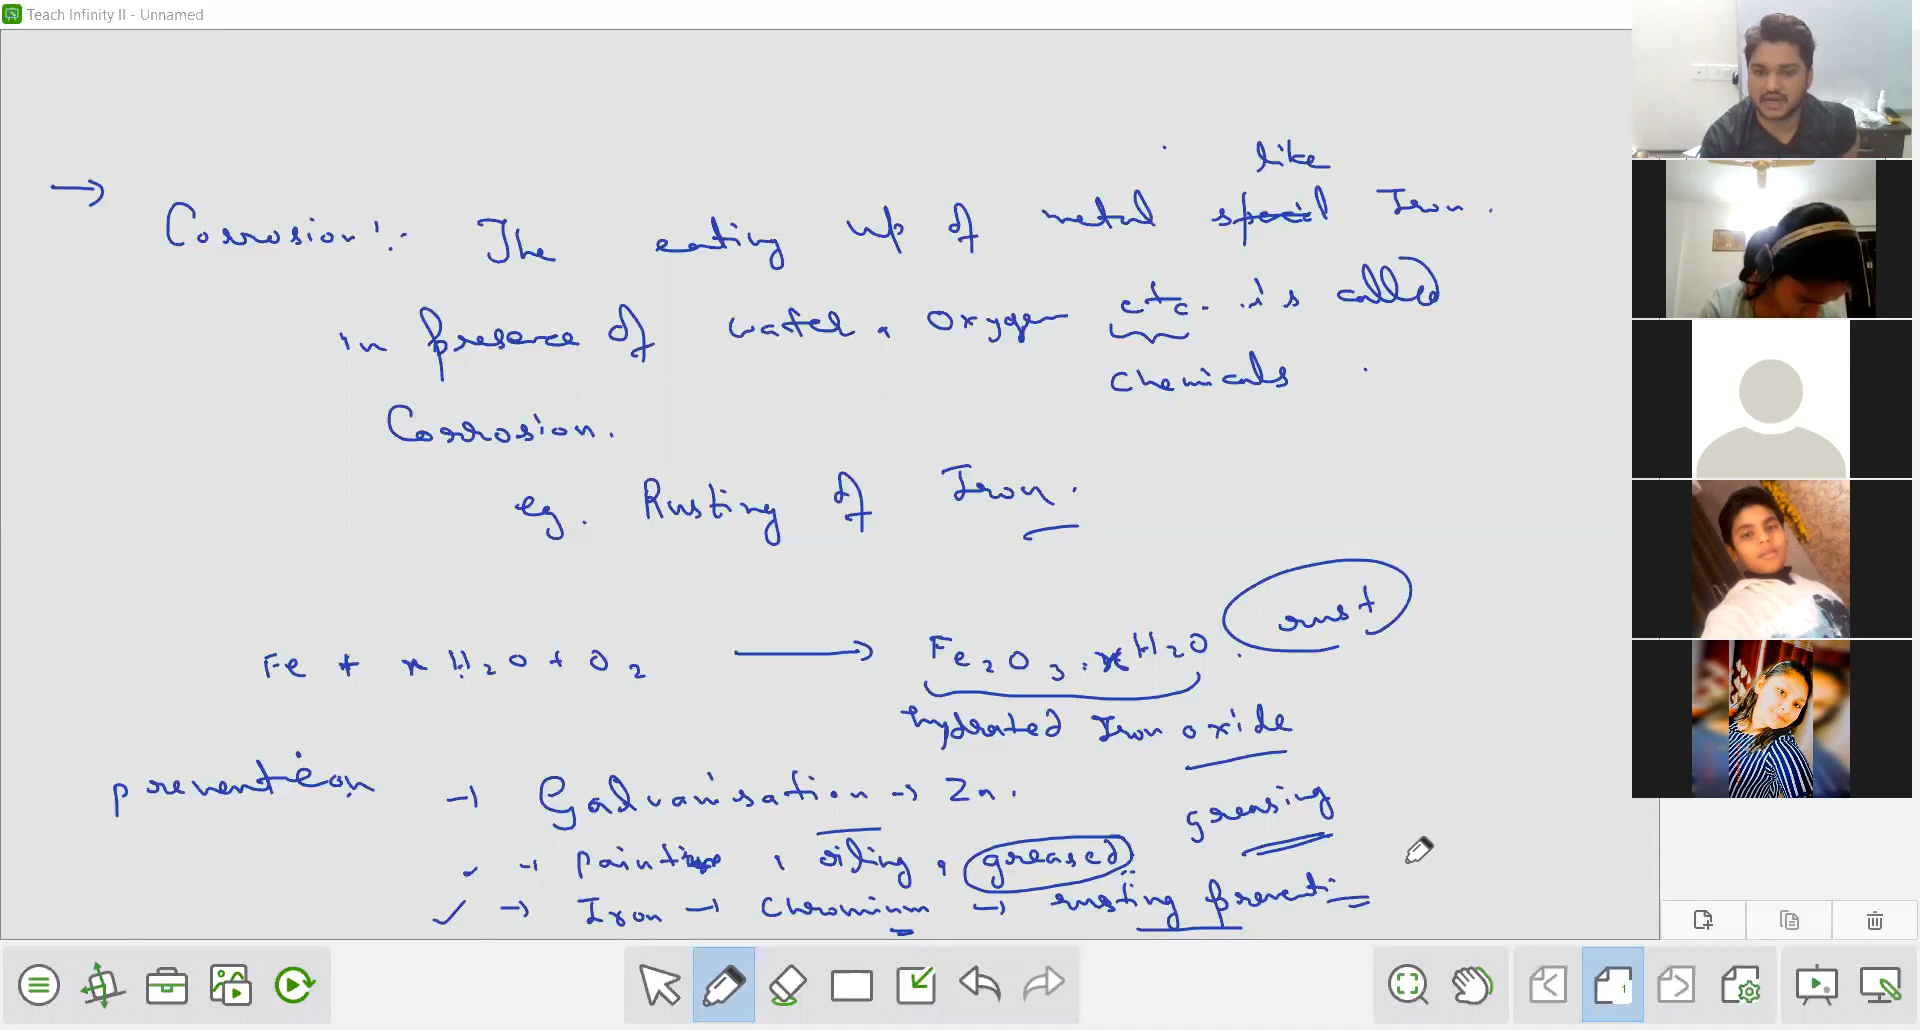 Teach Infinity II - Unnamed
like
→ Corrosion :- The eating up of metal Iron.
in presence of water, oxygen etc. is called
chemicals
Corrosion.
eg. Rusting of Iron.
rust
Fe + x H2O + O2 → Fe2O3.xH2O
hydrated Iron oxide
prevention → Galvanisation → Zn.
greasing
→ painting, oiling, greased
✓ → Iron → chromium → rusting preventi
1